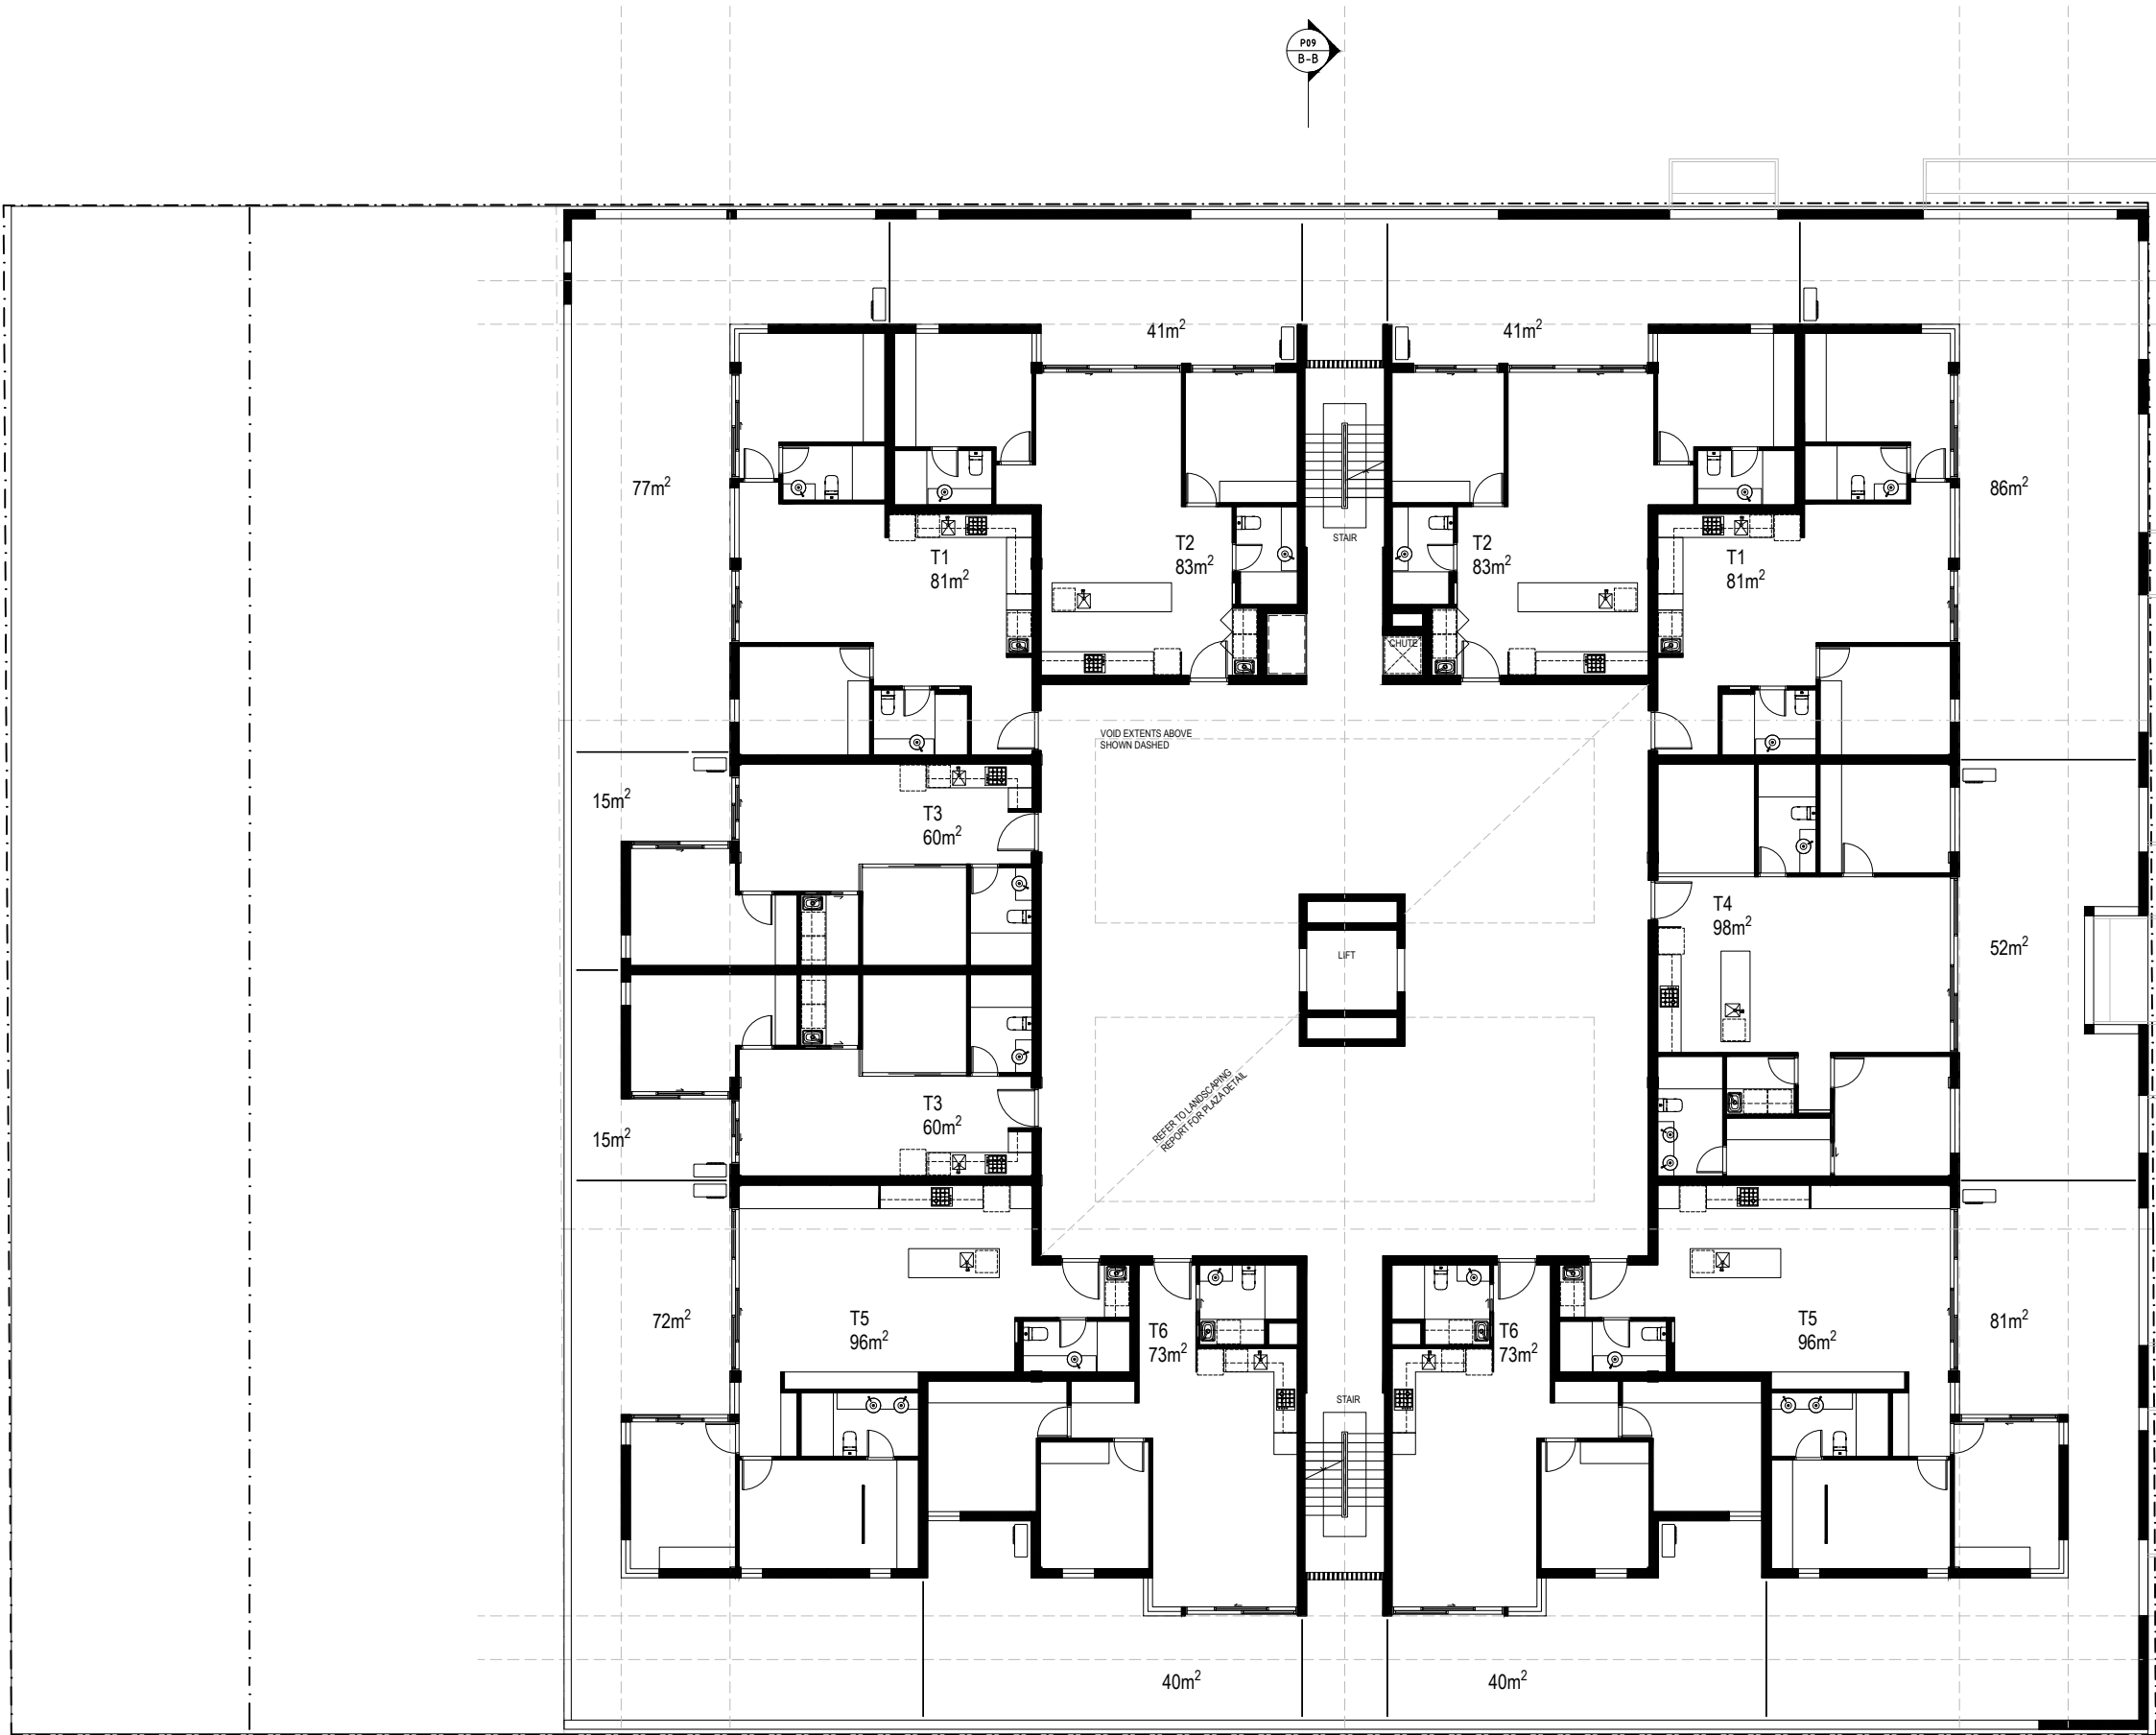 P09
B-B
41m²
41m²
77m²
86m²
STAIR
T2
83m²
T2
83m²
T1
81m²
T1
81m²
CHUTE
VOID EXTENTS ABOVE
SHOWN DASHED
15m²
T3
60m²
T4
98m²
LIFT
52m²
REFER TO LANDSCAPING
REPORT FOR PLAZA DETAIL
T3
60m²
15m²
72m²
T5
96m²
T6
73m²
T6
73m²
T5
96m²
81m²
STAIR
40m²
40m²